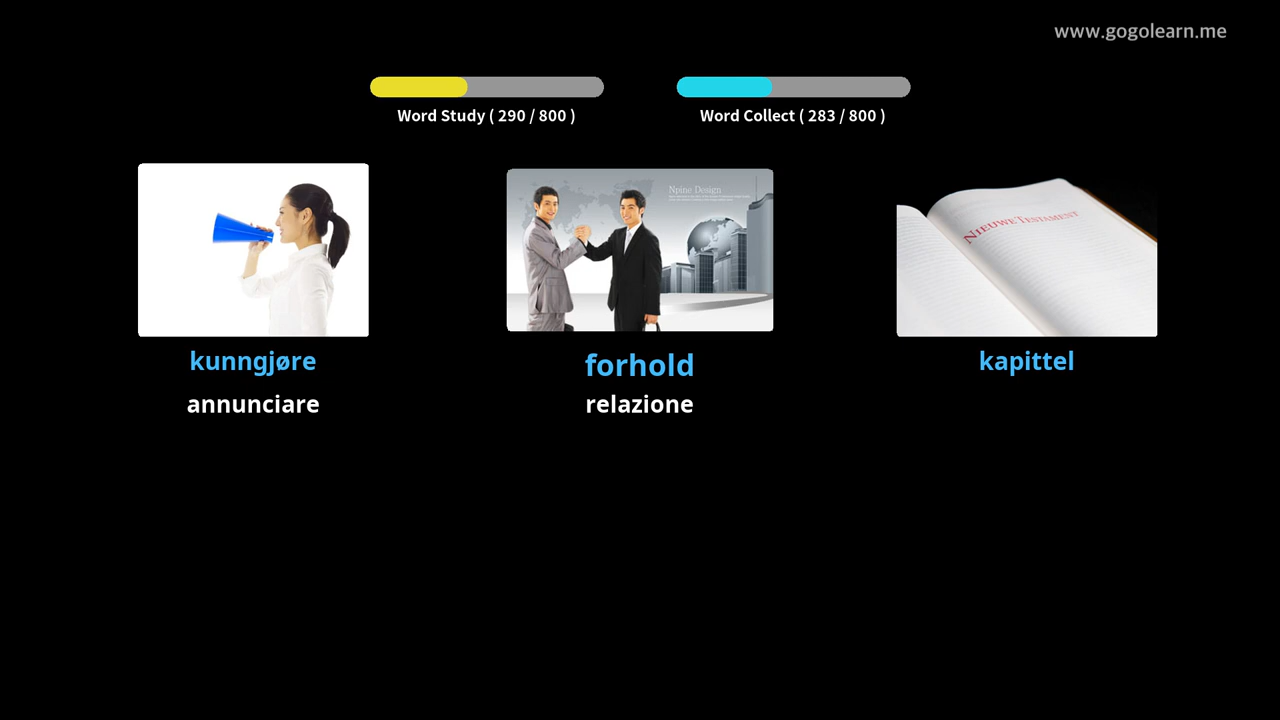 www.gogolearn.me
Word Study ( 290 / 800 )
Word Collect ( 283 / 800 )
Npine Design
NIEUWE TESTAMENT
kunngjøre
forhold
kapittel
annunciare
relazione